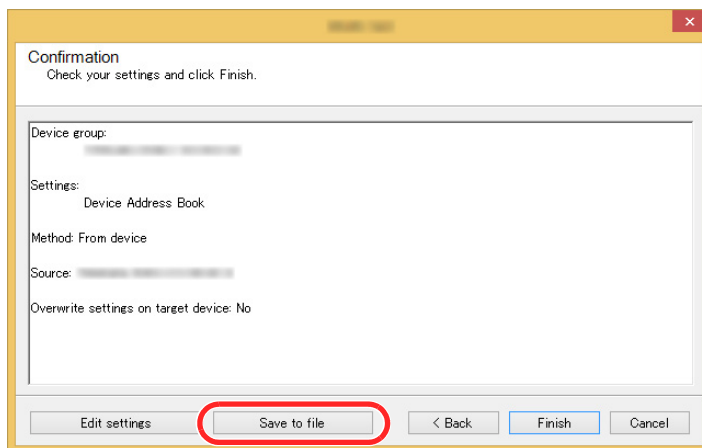 Confirmation
Check your settings and click Finish.
Device group:
Settings:
Device Address Book
Method: From device
Source:
Overwrite settings on target device: No
Edit settings
Save to file
< Back
Finish
Cancel